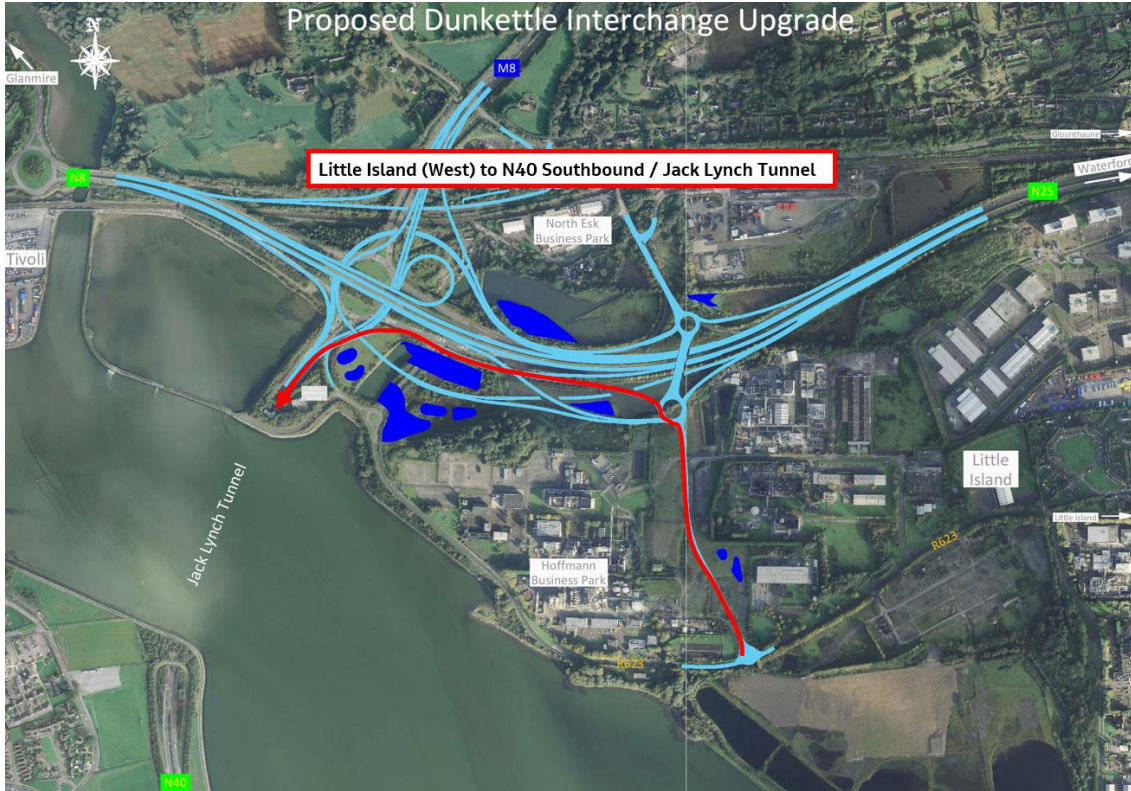 Proposed Dunkettle Interchange Upgrade
N
Glanmire
M8
Glounthaune
Little Island (West) to N40 Southbound / Jack Lynch Tunnel
Waterford
N8
N25
North Esk
Business Park
Tivoli
Little
Island
Little Island
Jack Lynch Tunnel
R623
Hoffmann
Business Park
R623
N40